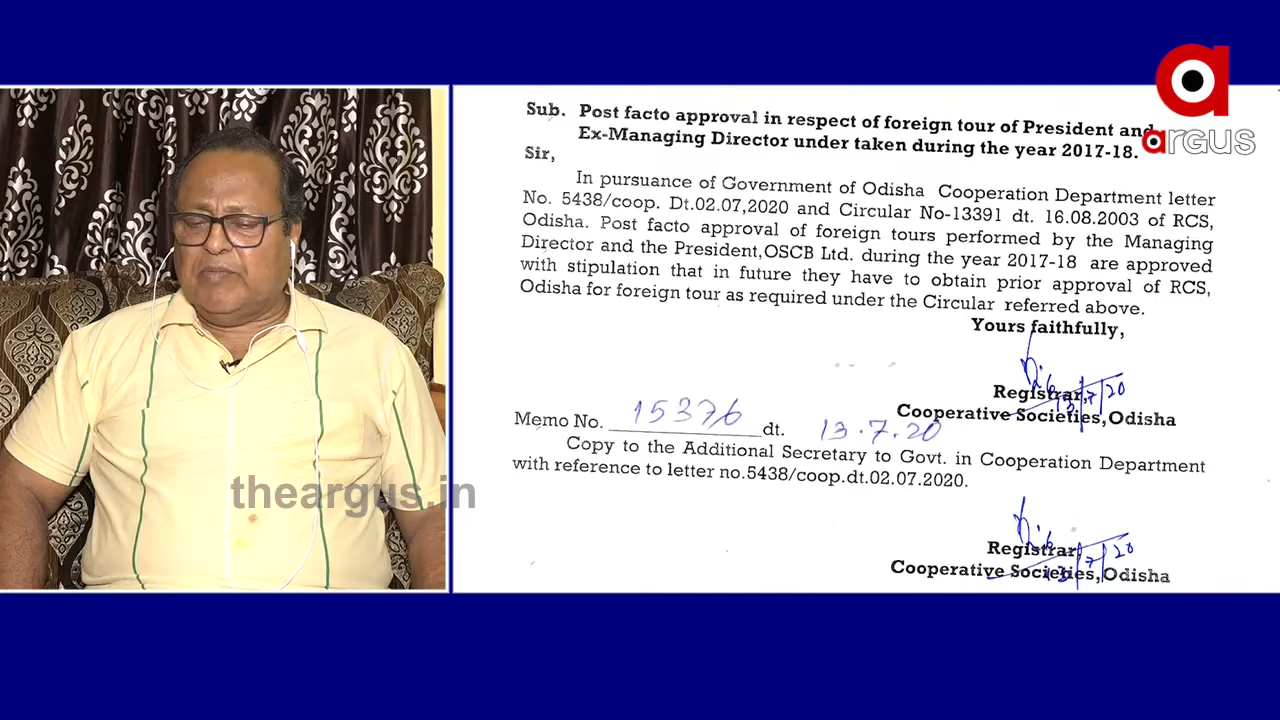 argus
Sub. Post facto approval in respect of foreign tour of President and
Ex-Managing Director under taken during the year 2017-18.
Sir,
In pursuance of Government of Odisha Cooperation Department letter
No. 5438/coop. Dt.02.07,2020 and Circular No-13391 dt. 16.08.2003 of RCS,
Odisha. Post facto approval of foreign tours performed by the Managing
Director and the President,OSCB Ltd. during the year 2017-18 are approved
with stipulation that in future they have to obtain prior approval of RCS,
Odisha for foreign tour as required under the Circular referred above.
Yours faithfully,
13/7/20
Registrar,
Cooperative Societies,Odisha
Memo No. 15376 dt. 13.7.20
Copy to the Additional Secretary to Govt. in Cooperation Department
with reference to letter no.5438/coop.dt.02.07.2020.
13/7/20
Registrar,
Cooperative Societies,Odisha
theargus.in